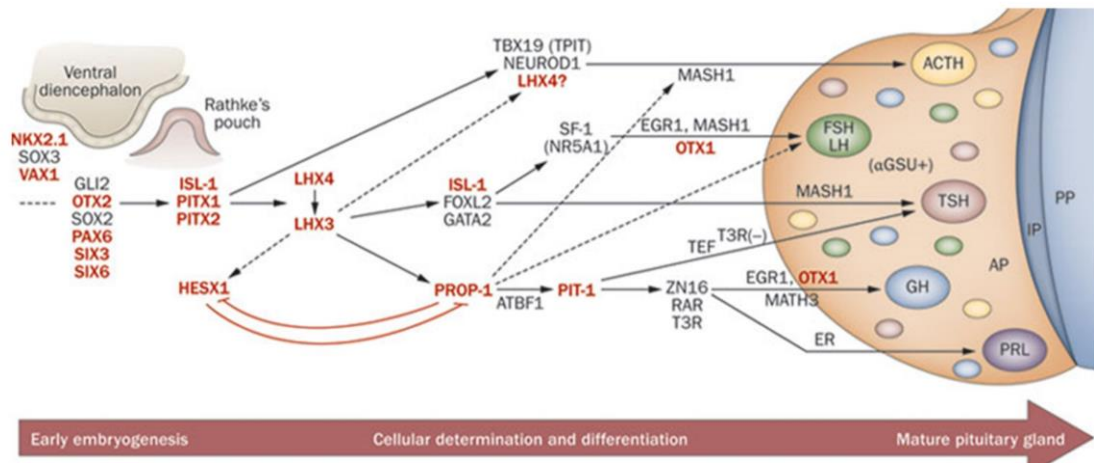 Ventral
diencephalon
Rathke's
pouch
NKX2.1
SOX3
VAX1
GLI2
OTX2
SOX2
PAX6
SIX3
SIX6
ISL-1
PITX1
PITX2
LHX4
LHX3
HESX1
TBX19 (TPIT)
NEUROD1
LHX4?
MASH1
SF-1
(NR5A1)
EGR1, MASH1
OTX1
ISL-1
FOXL2
GATA2
MASH1
PROP-1
ATBF1
PIT-1
TEF
T3R(−)
ZN16
RAR
T3R
EGR1, OTX1
MATH3
ER
ACTH
FSH
LH
(αGSU+)
TSH
GH
PRL
AP
IP
PP
Early embryogenesis
Cellular determination and differentiation
Mature pituitary gland